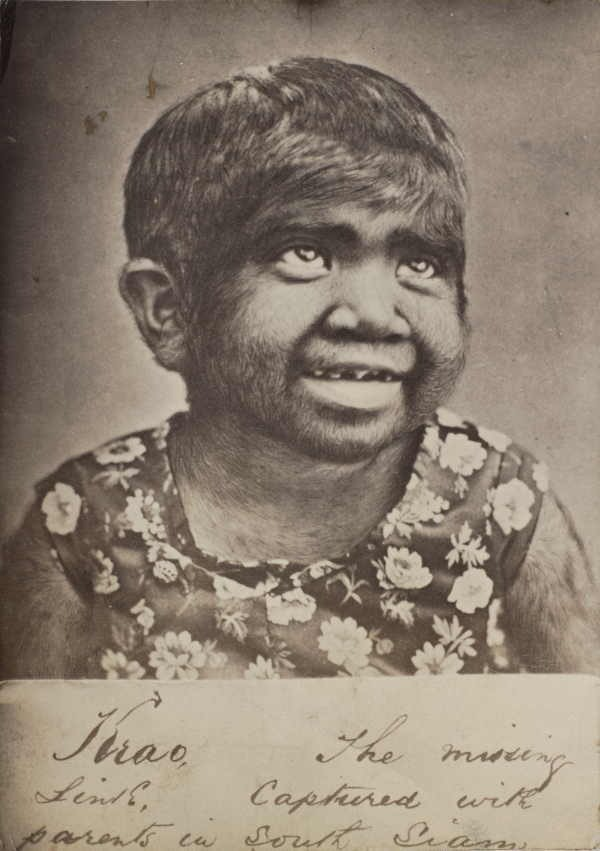 Krao, The missing
Link, Captured with
parents in South Siam